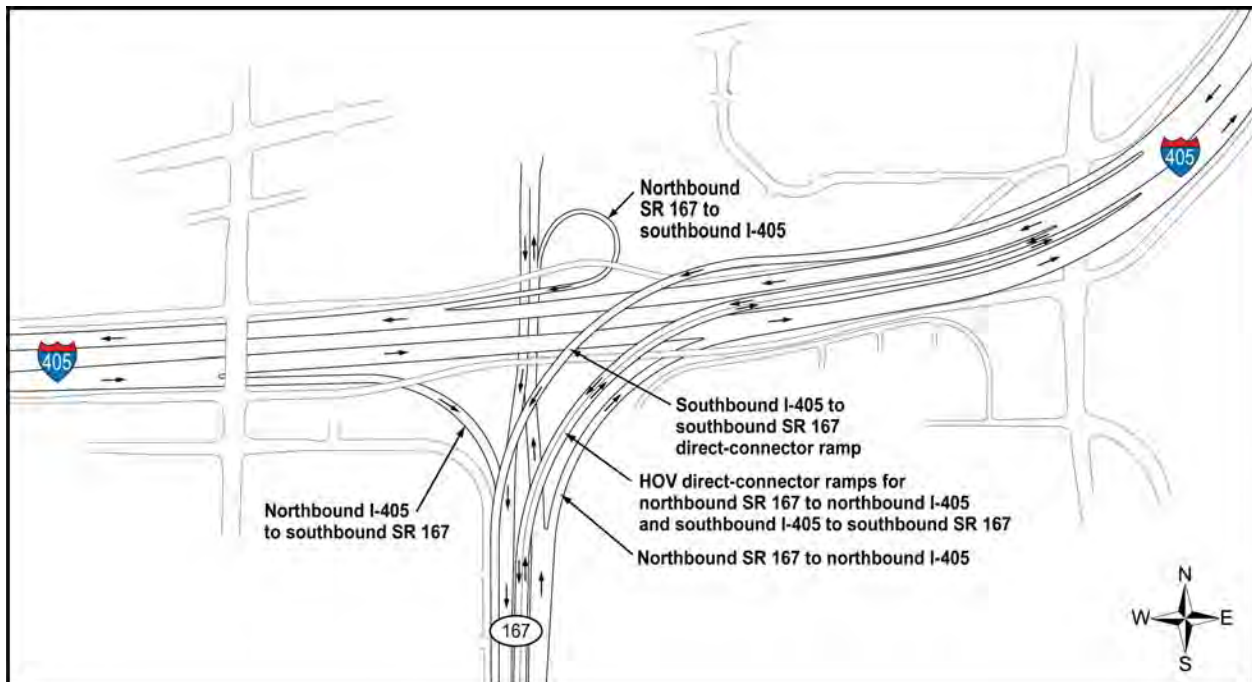 405
Northbound
SR 167 to
southbound I-405
405
Southbound I-405 to
southbound SR 167
direct-connector ramp
HOV direct-connector ramps for
northbound SR 167 to northbound I-405
and southbound I-405 to southbound SR 167
Northbound I-405
to southbound SR 167
Northbound SR 167 to northbound I-405
N
W
E
S
167